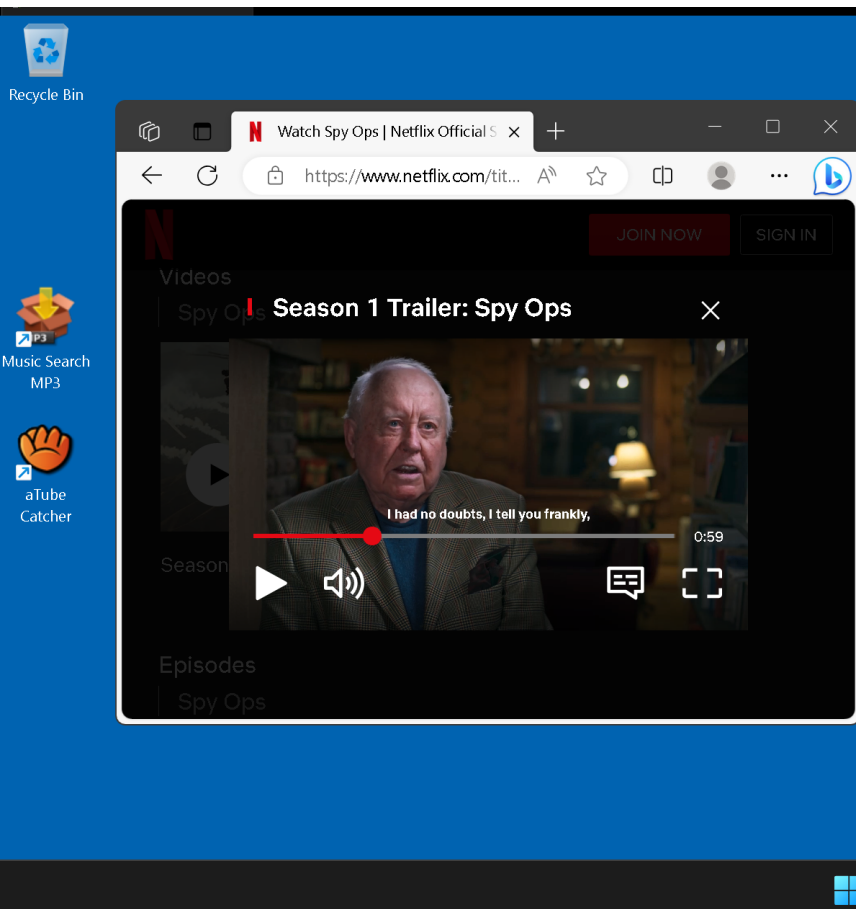 Recycle Bin
Watch Spy Ops | Netflix Official S
https://www.netflix.com/tit...
JOIN NOW
SIGN IN
Videos
Spy Ops
Season 1 Trailer: Spy Ops
Music Search
MP3
P3
I had no doubts, I tell you frankly,
0:59
aTube
Catcher
Season
Episodes
Spy Ops